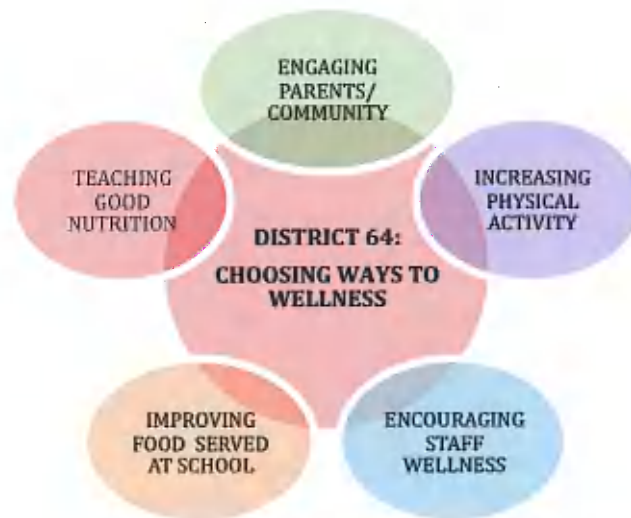 ENGAGING
PARENTS/
COMMUNITY
TEACHING
GOOD
NUTRITION
INCREASING
PHYSICAL
ACTIVITY
DISTRICT 64:
CHOOSING WAYS TO
WELLNESS
IMPROVING
FOOD SERVED
AT SCHOOL
ENCOURAGING
STAFF
WELLNESS